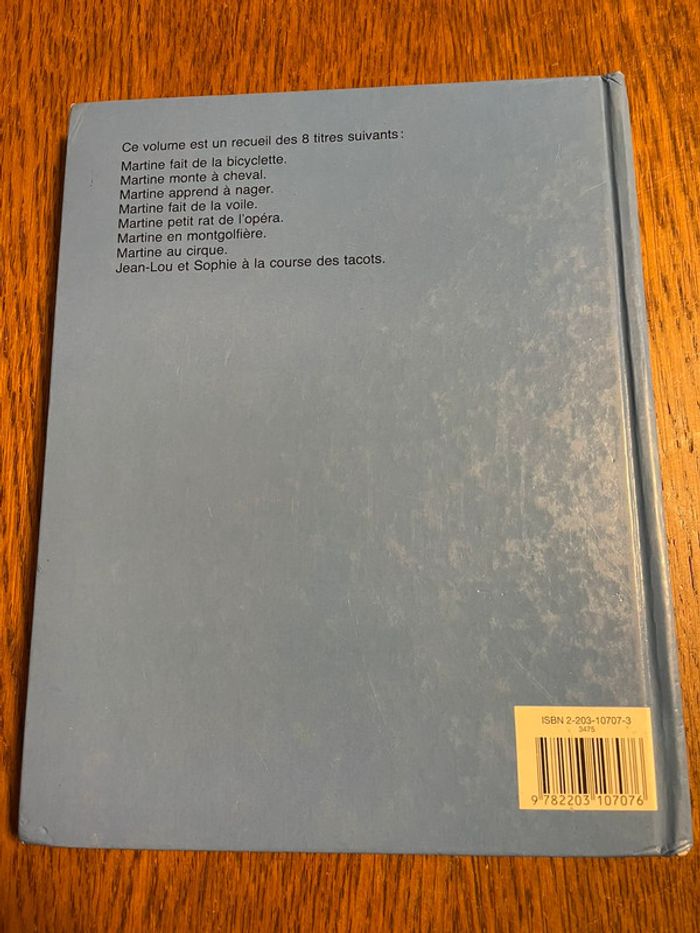 Ce volume est un recueil des 8 titres suivants :
Martine fait de la bicyclette.
Martine monte à cheval.
Martine apprend à nager.
Martine fait de la voile.
Martine petit rat de l'opéra.
Martine en montgolfière.
Martine au cirque.
Jean-Lou et Sophie à la course des tacots.
ISBN 2-203-10707-3
3475
9 782203 107076